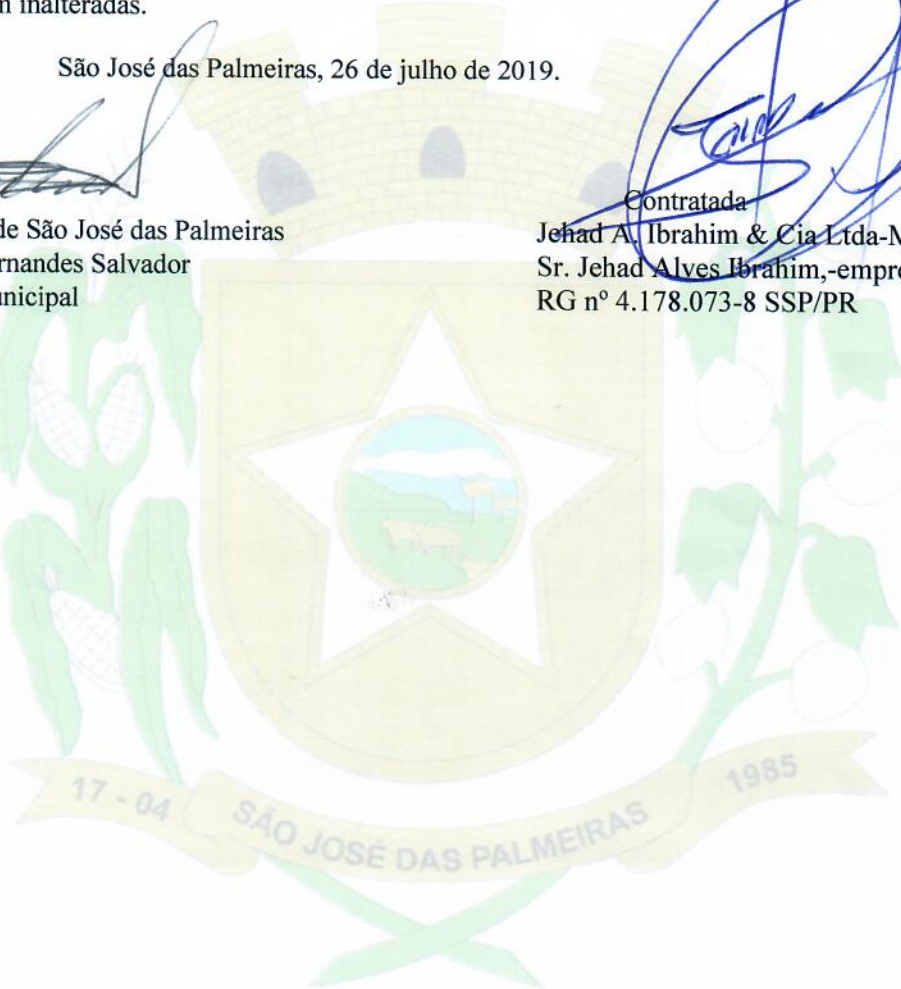 inalteradas.
São José das Palmeiras, 26 de julho de 2019.
de São José das Palmeiras
rnandes Salvador
unicipal
Contratada
Jehad A. Ibrahim & Cia Ltda-M
Sr. Jehad Alves Ibrahim,-empre
RG nº 4.178.073-8 SSP/PR
17 - 04
SÃO JOSÉ DAS PALMEIRAS
1985